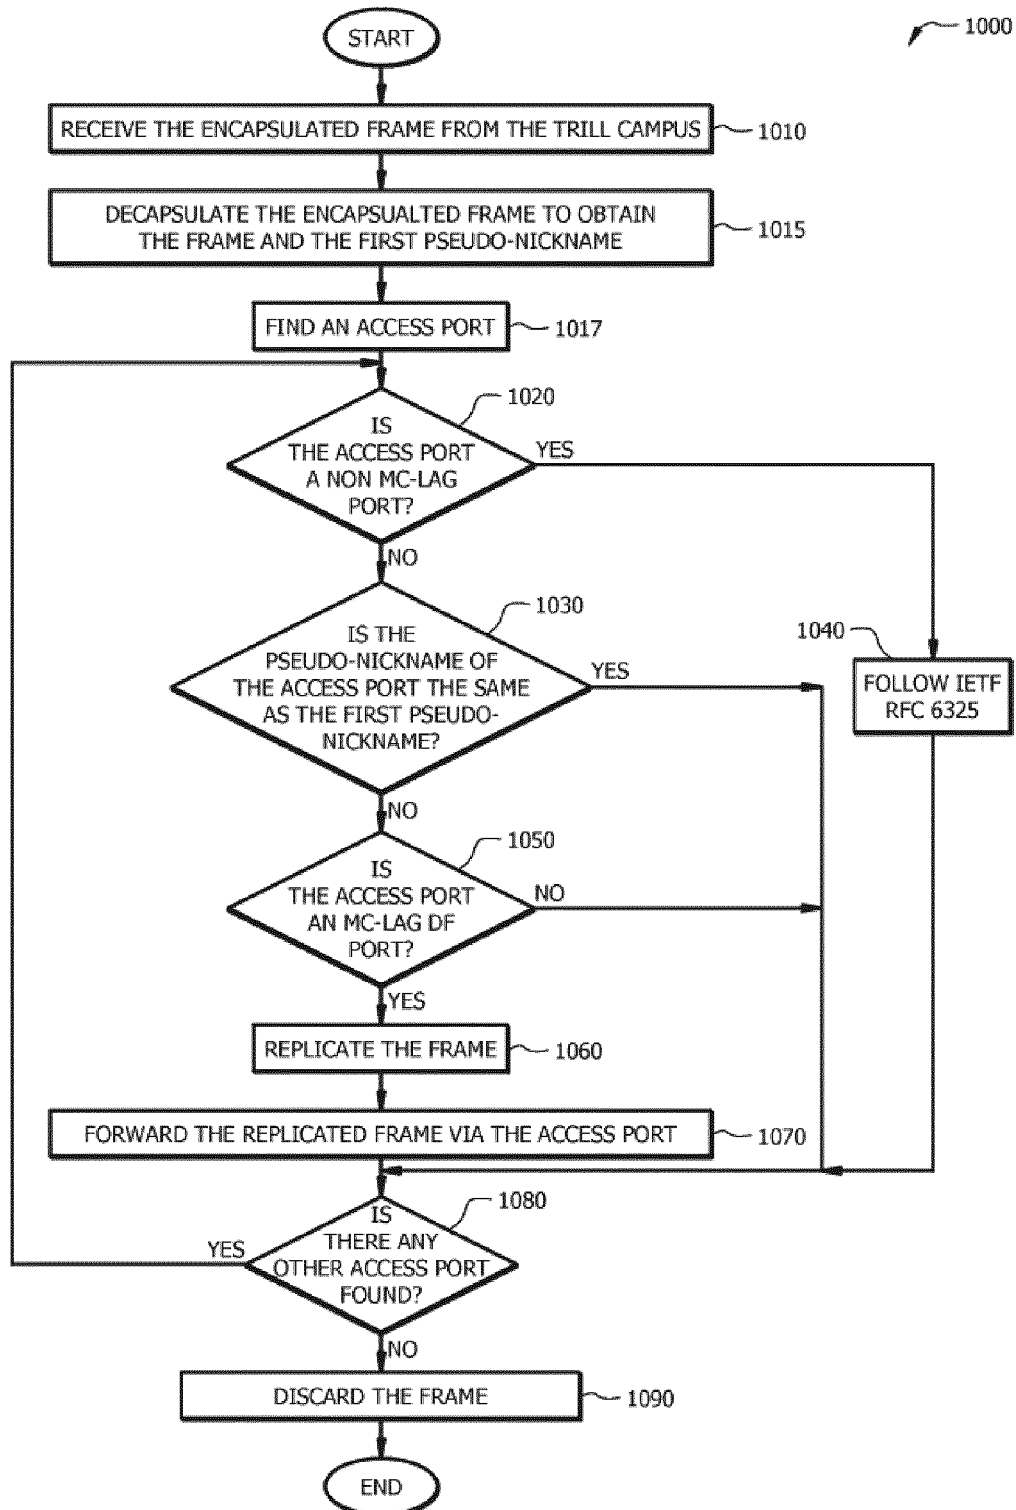 START
1000
RECEIVE THE ENCAPSULATED FRAME FROM THE TRILL CAMPUS
1010
DECAPSULATE THE ENCAPSUALTED FRAME TO OBTAIN
THE FRAME AND THE FIRST PSEUDO-NICKNAME
1015
FIND AN ACCESS PORT
1017
1020
IS
THE ACCESS PORT
A NON MC-LAG
PORT?
YES
NO
1030
IS THE
PSEUDO-NICKNAME OF
THE ACCESS PORT THE SAME
AS THE FIRST PSEUDO-
NICKNAME?
YES
1040
FOLLOW IETF
RFC 6325
NO
1050
IS
THE ACCESS PORT
AN MC-LAG DF
PORT?
NO
YES
REPLICATE THE FRAME
1060
FORWARD THE REPLICATED FRAME VIA THE ACCESS PORT
1070
1080
IS
THERE ANY
OTHER ACCESS PORT
FOUND?
YES
NO
DISCARD THE FRAME
1090
END